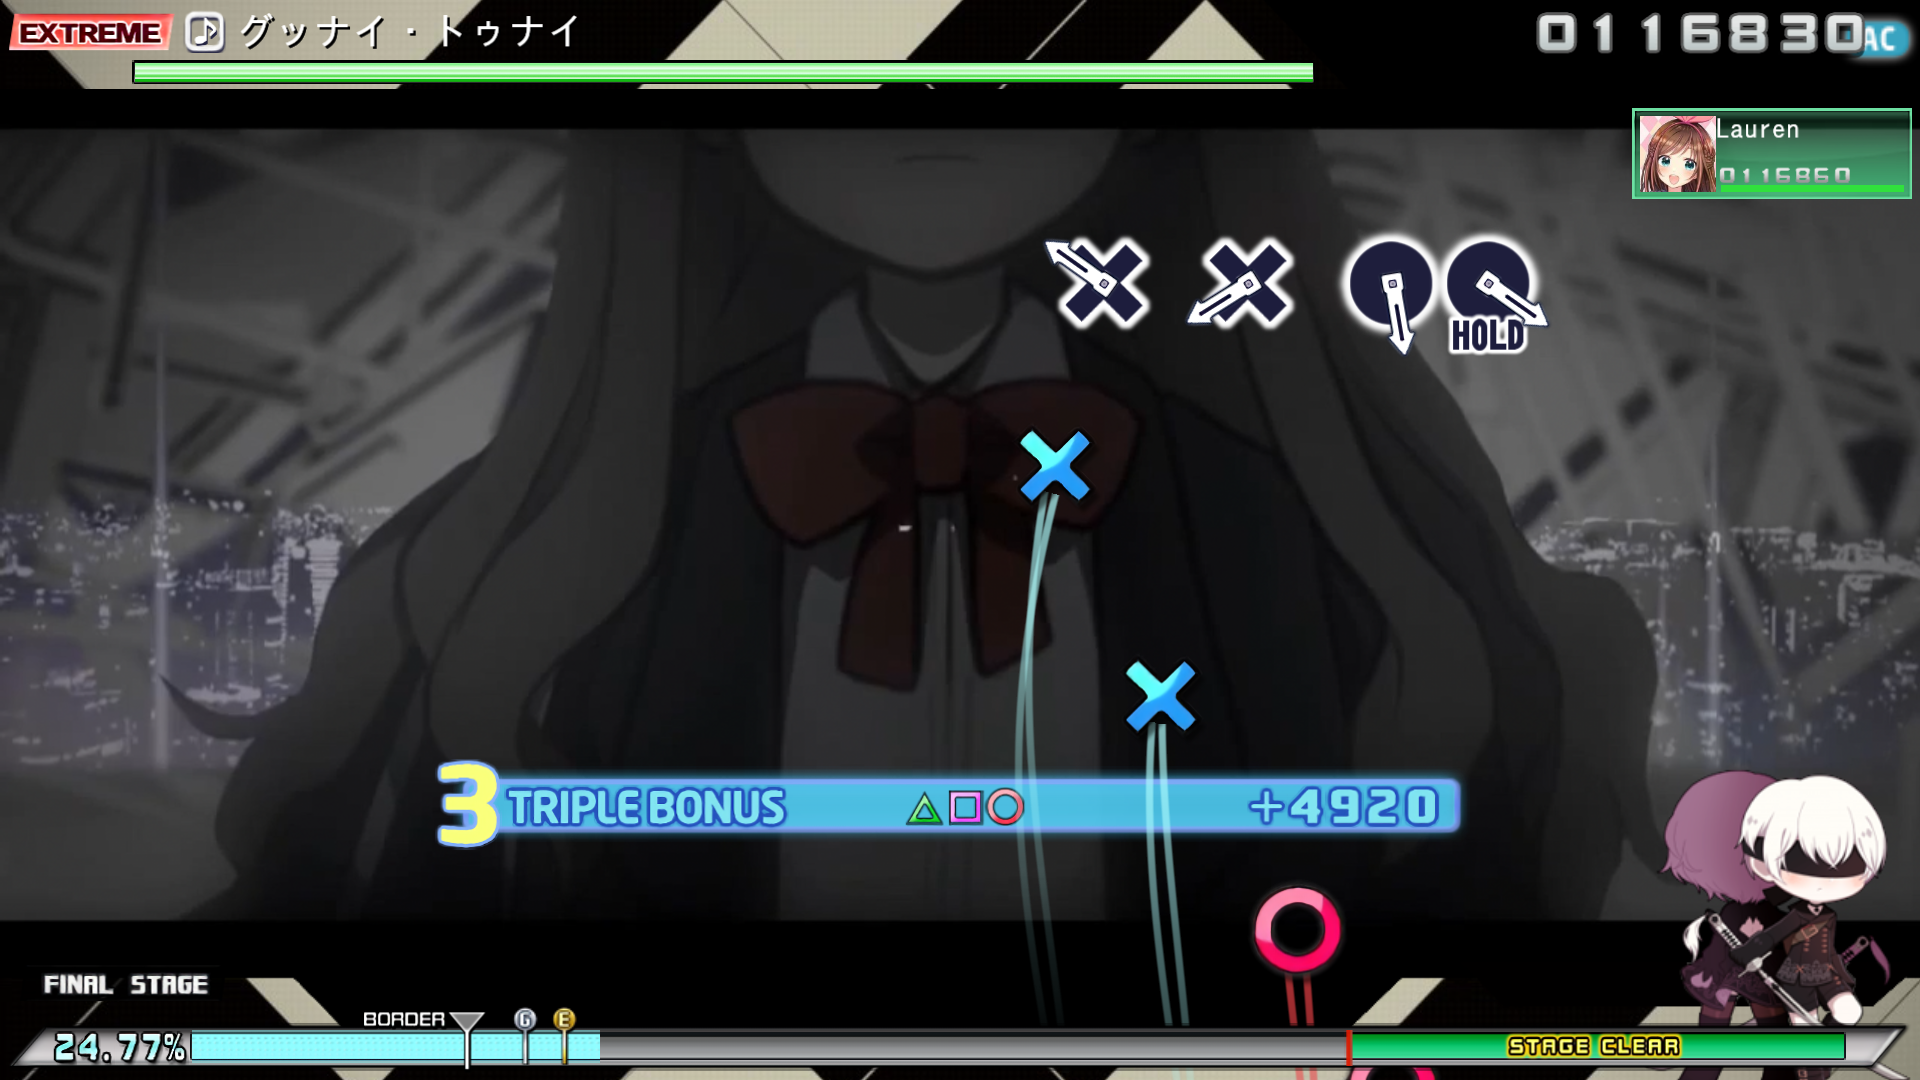 EXTREME グッナイ・トゥナイ 0116830 AC
Lauren
0116860
HOLD
3 TRIPLE BONUS +4920
FINAL STAGE
BORDER G E
24.77% STAGE CLEAR